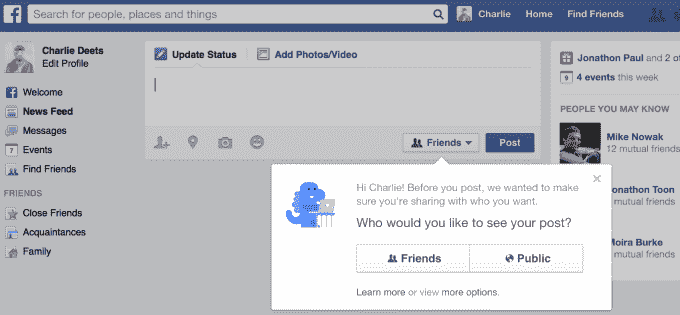 Search for people, places and things
Charlie Home Find Friends
Charlie Deets
Edit Profile
Welcome
News Feed
Messages
7 Events
Find Friends
FRIENDS
Close Friends
Acquaintances
Family
Update Status Add Photos/Video
Friends Post
Hi Charlie! Before you post, we wanted to make
sure you're sharing with who you want.
Who would you like to see your post?
Friends Public
Learn more or view more options.
Jonathon Paul and 2 of
9 4 events this week
PEOPLE YOU MAY KNOW
Mike Nowak
12 mutual friends
Jonathon Toon
mutual friends
Moira Burke
mutual friends